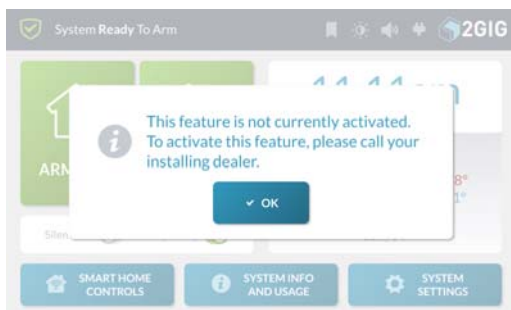 System Ready To Arm
2GIG
This feature is not currently activated.
To activate this feature, please call your
installing dealer.
OK
SMART HOME
CONTROLS
SYSTEM INFO
AND USAGE
SYSTEM
SETTINGS